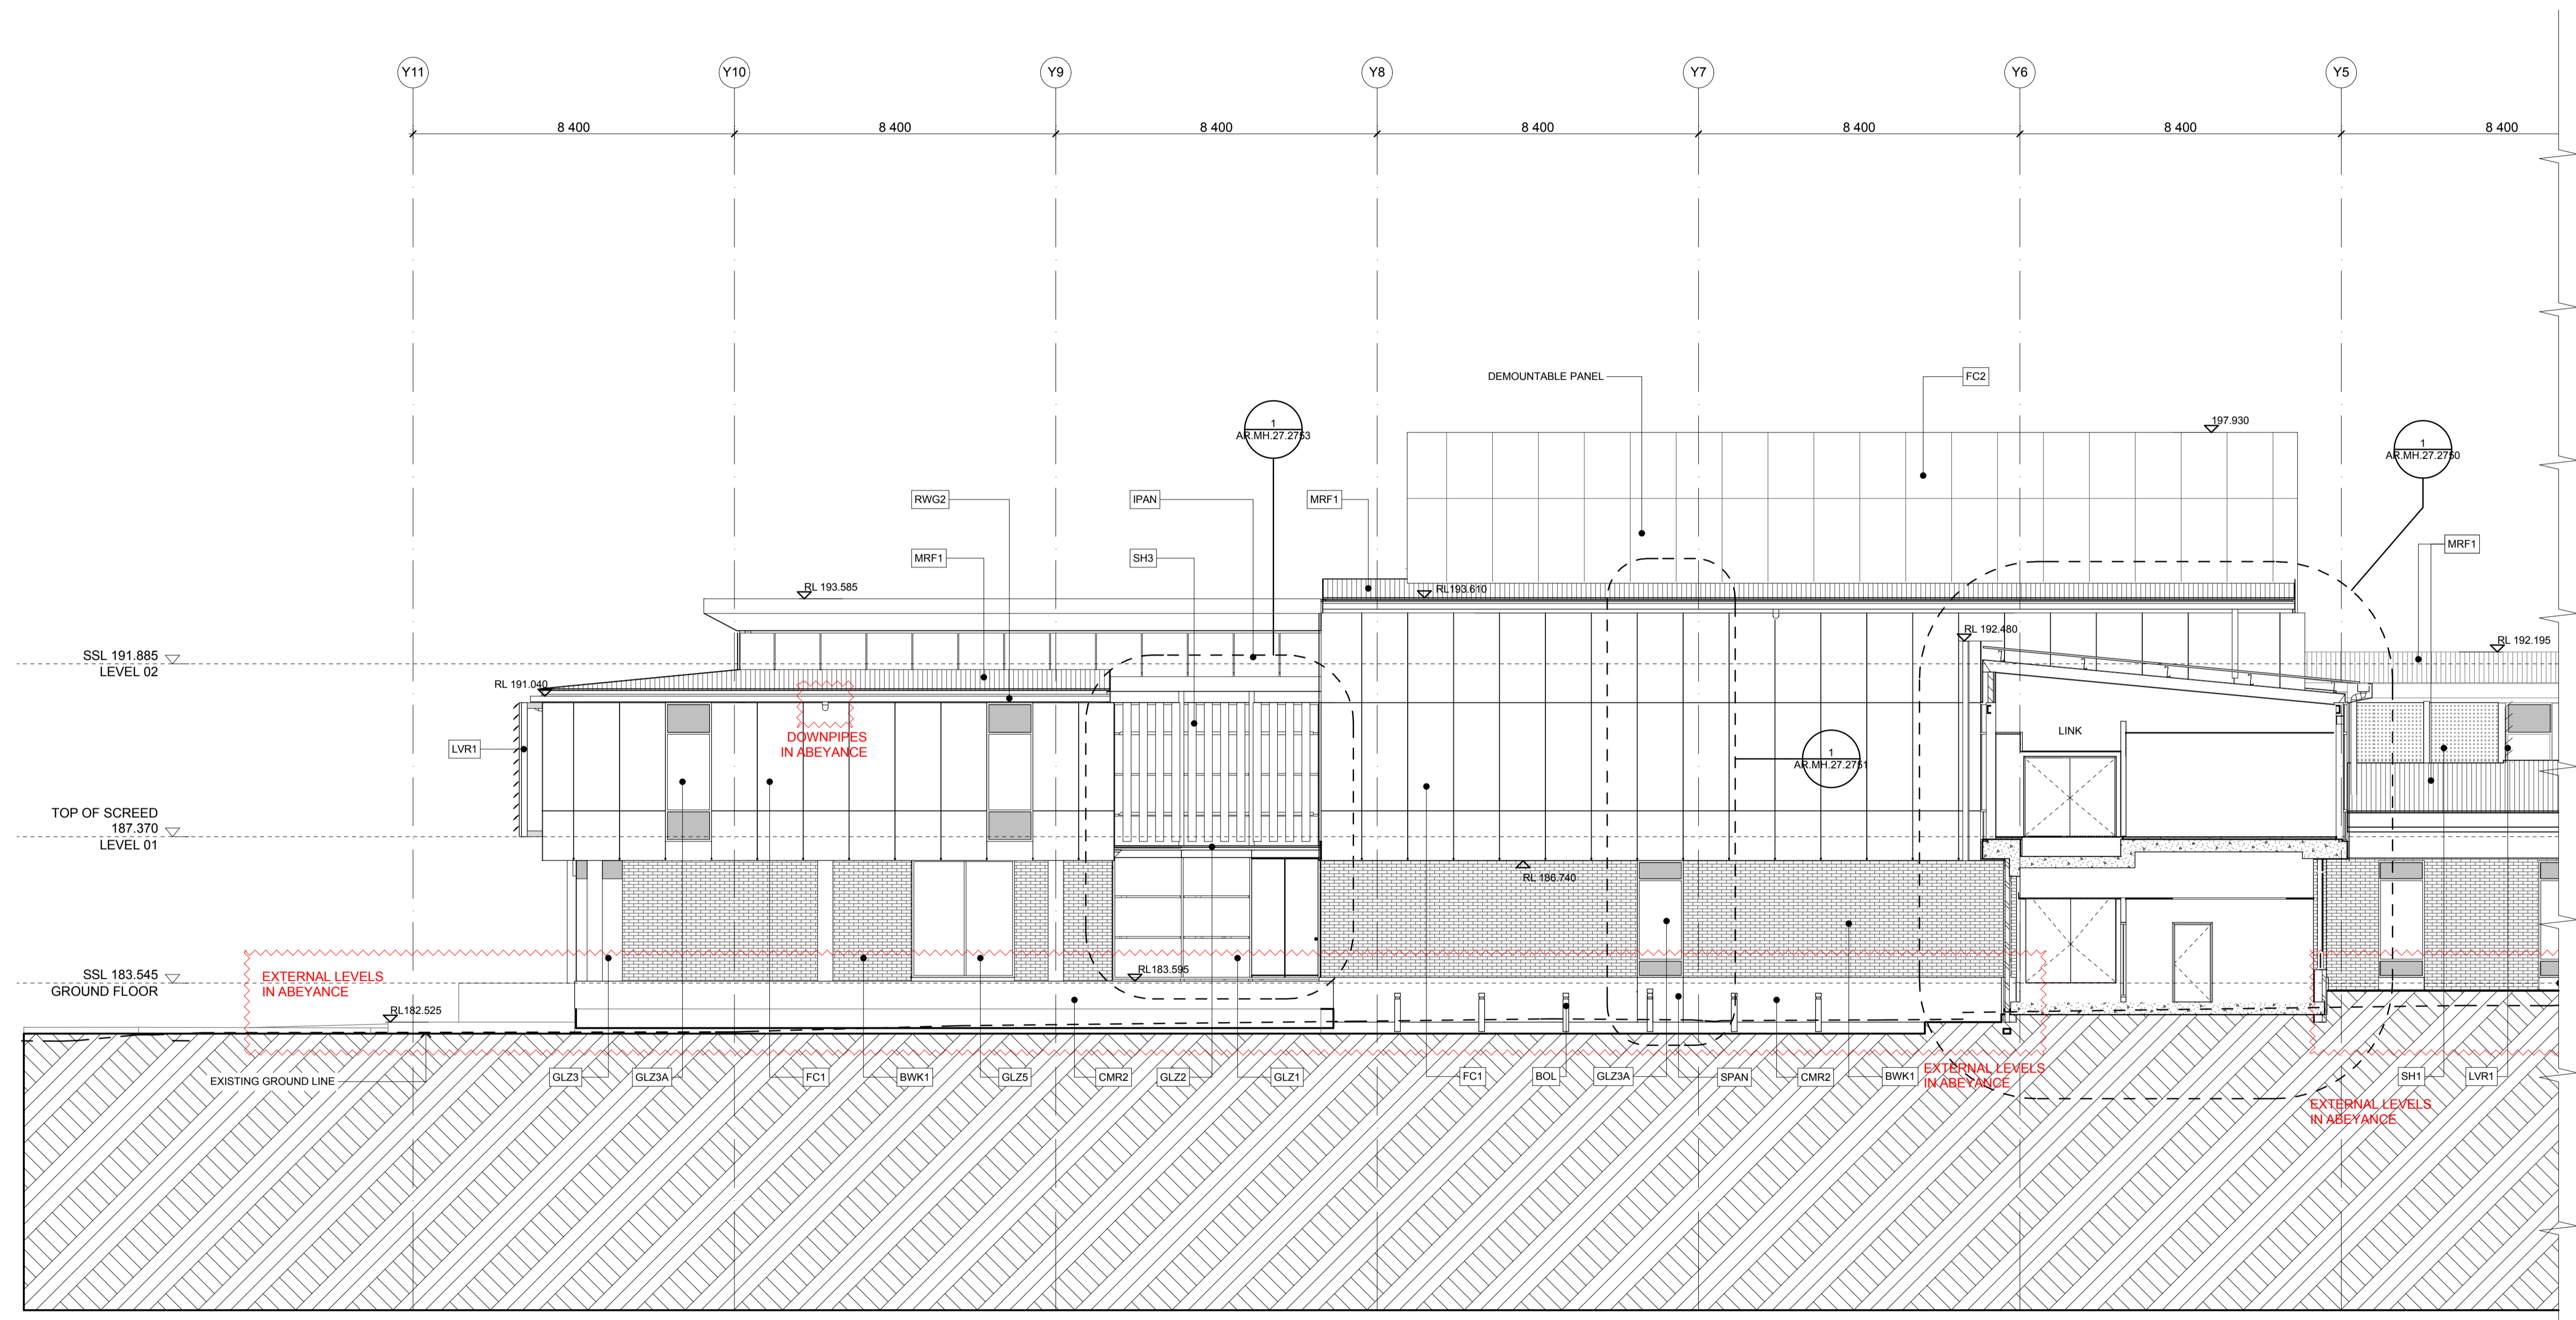 Y11
Y10
Y9
Y8
Y7
Y6
Y5
8 400
8 400
8 400
8 400
8 400
8 400
8 400
DEMOUNTABLE PANEL
FC2
1
AR.MH.27.2753
197.930
1
AR.MH.27.2750
RWG2
IPAN
MRF1
MRF1
SH3
MRF1
RL 193.585
RL193.610
RL 192.480
RL 192.195
SSL 191.885
LEVEL 02
RL 191.040
LVR1
DOWNPIPES
IN ABEYANCE
LINK
1
AR.MH.27.2751
TOP OF SCREED
187.370
LEVEL 01
RL 186.740
SSL 183.545
GROUND FLOOR
EXTERNAL LEVELS
IN ABEYANCE
RL183.595
RL182.525
EXISTING GROUND LINE
GLZ3
GLZ3A
FC1
BWK1
GLZ5
CMR2
GLZ2
GLZ1
FC1
BOL
GLZ3A
SPAN
CMR2
BWK1
EXTERNAL LEVELS
IN ABEYANCE
SH1
LVR1
EXTERNAL LEVELS
IN ABEYANCE